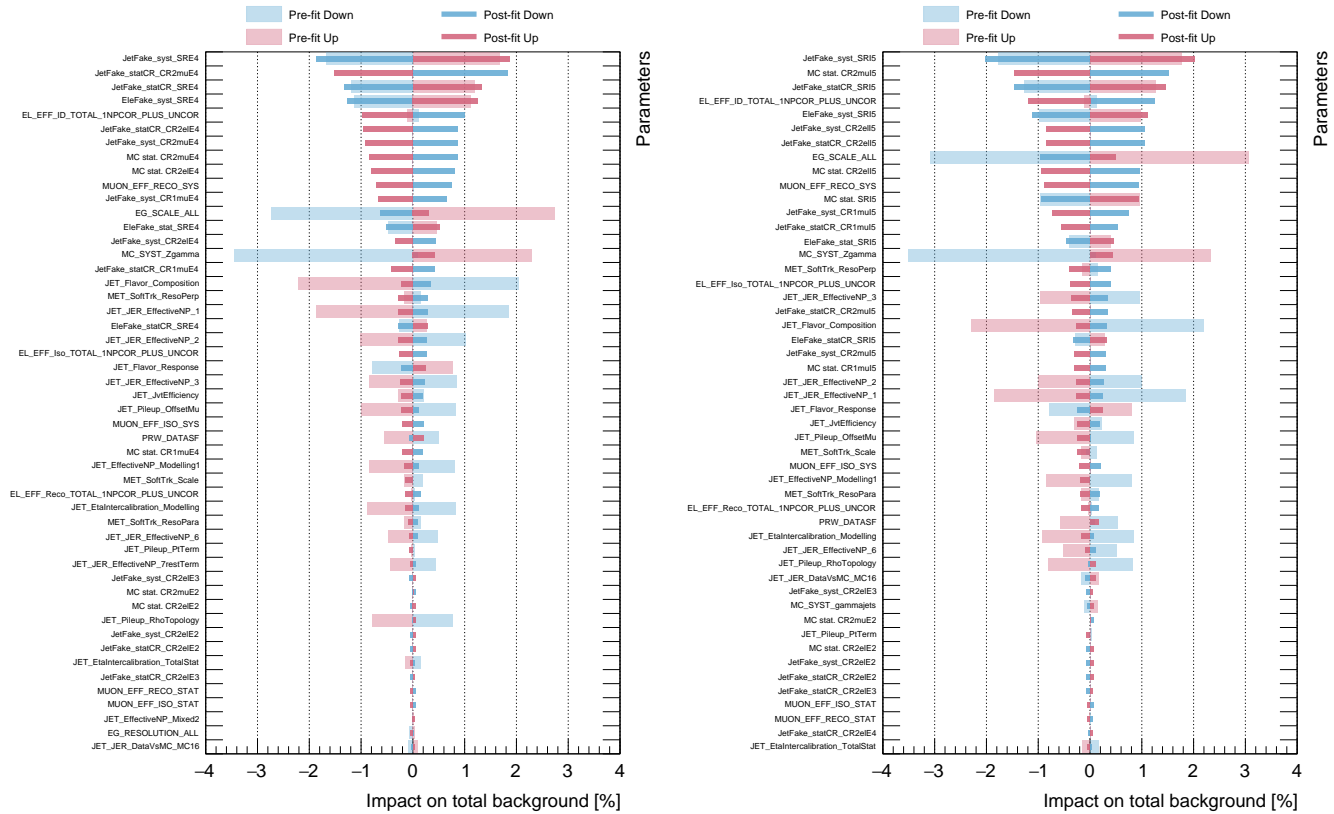 Pre-fit Down
Post-fit Down
Pre-fit Up
Post-fit Up
Parameters
JetFake_syst_SRE4
JetFake_statCR_CR2muE4
JetFake_statCR_SRE4
EleFake_syst_SRE4
EL_EFF_ID_TOTAL_1NPCOR_PLUS_UNCOR
JetFake_statCR_CR2elE4
JetFake_syst_CR2muE4
MC stat. CR2muE4
MC stat. CR2elE4
MUON_EFF_RECO_SYS
JetFake_syst_CR1muE4
EG_SCALE_ALL
EleFake_stat_SRE4
JetFake_syst_CR2elE4
MC_SYST_Zgamma
JetFake_statCR_CR1muE4
JET_Flavor_Composition
MET_SoftTrk_ResoPerp
JET_JER_EffectiveNP_1
EleFake_statCR_SRE4
JET_JER_EffectiveNP_2
EL_EFF_Iso_TOTAL_1NPCOR_PLUS_UNCOR
JET_Flavor_Response
JET_JER_EffectiveNP_3
JET_JvtEfficiency
JET_Pileup_OffsetMu
MUON_EFF_ISO_SYS
PRW_DATASF
MC stat. CR1muE4
JET_EffectiveNP_Modelling1
MET_SoftTrk_Scale
EL_EFF_Reco_TOTAL_1NPCOR_PLUS_UNCOR
JET_EtaIntercalibration_Modelling
MET_SoftTrk_ResoPara
JET_JER_EffectiveNP_6
JET_Pileup_PtTerm
JET_JER_EffectiveNP_7restTerm
JetFake_syst_CR2elE3
MC stat. CR2muE2
MC stat. CR2elE2
JET_Pileup_RhoTopology
JetFake_syst_CR2elE2
JetFake_statCR_CR2elE2
JET_EtaIntercalibration_TotalStat
JetFake_statCR_CR2elE3
MUON_EFF_RECO_STAT
MUON_EFF_ISO_STAT
JET_EffectiveNP_Mixed2
EG_RESOLUTION_ALL
JET_JER_DataVsMC_MC16
−4 −3 −2 −1 0 1 2 3 4
Impact on total background [%]
Pre-fit Down
Post-fit Down
Pre-fit Up
Post-fit Up
Parameters
JetFake_syst_SRI5
MC stat. CR2muI5
JetFake_statCR_SRI5
EL_EFF_ID_TOTAL_1NPCOR_PLUS_UNCOR
EleFake_syst_SRI5
JetFake_syst_CR2elI5
JetFake_statCR_CR2elI5
EG_SCALE_ALL
MC stat. CR2elI5
MUON_EFF_RECO_SYS
MC stat. SRI5
JetFake_syst_CR1muI5
JetFake_statCR_CR1muI5
EleFake_stat_SRI5
MC_SYST_Zgamma
MET_SoftTrk_ResoPerp
EL_EFF_Iso_TOTAL_1NPCOR_PLUS_UNCOR
JET_JER_EffectiveNP_3
JetFake_statCR_CR2muI5
JET_Flavor_Composition
EleFake_statCR_SRI5
JetFake_syst_CR2muI5
MC stat. CR1muI5
JET_JER_EffectiveNP_2
JET_JER_EffectiveNP_1
JET_Flavor_Response
JET_JvtEfficiency
JET_Pileup_OffsetMu
MET_SoftTrk_Scale
MUON_EFF_ISO_SYS
JET_EffectiveNP_Modelling1
MET_SoftTrk_ResoPara
EL_EFF_Reco_TOTAL_1NPCOR_PLUS_UNCOR
PRW_DATASF
JET_EtaIntercalibration_Modelling
JET_JER_EffectiveNP_6
JET_Pileup_RhoTopology
JET_JER_DataVsMC_MC16
JetFake_syst_CR2elE3
MC_SYST_gammajets
MC stat. CR2muE2
JET_Pileup_PtTerm
MC stat. CR2elE2
JetFake_syst_CR2elE2
JetFake_statCR_CR2elE2
JetFake_statCR_CR2elE3
MUON_EFF_ISO_STAT
MUON_EFF_RECO_STAT
JetFake_statCR_CR2elE4
JET_EtaIntercalibration_TotalStat
−4 −3 −2 −1 0 1 2 3 4
Impact on total background [%]